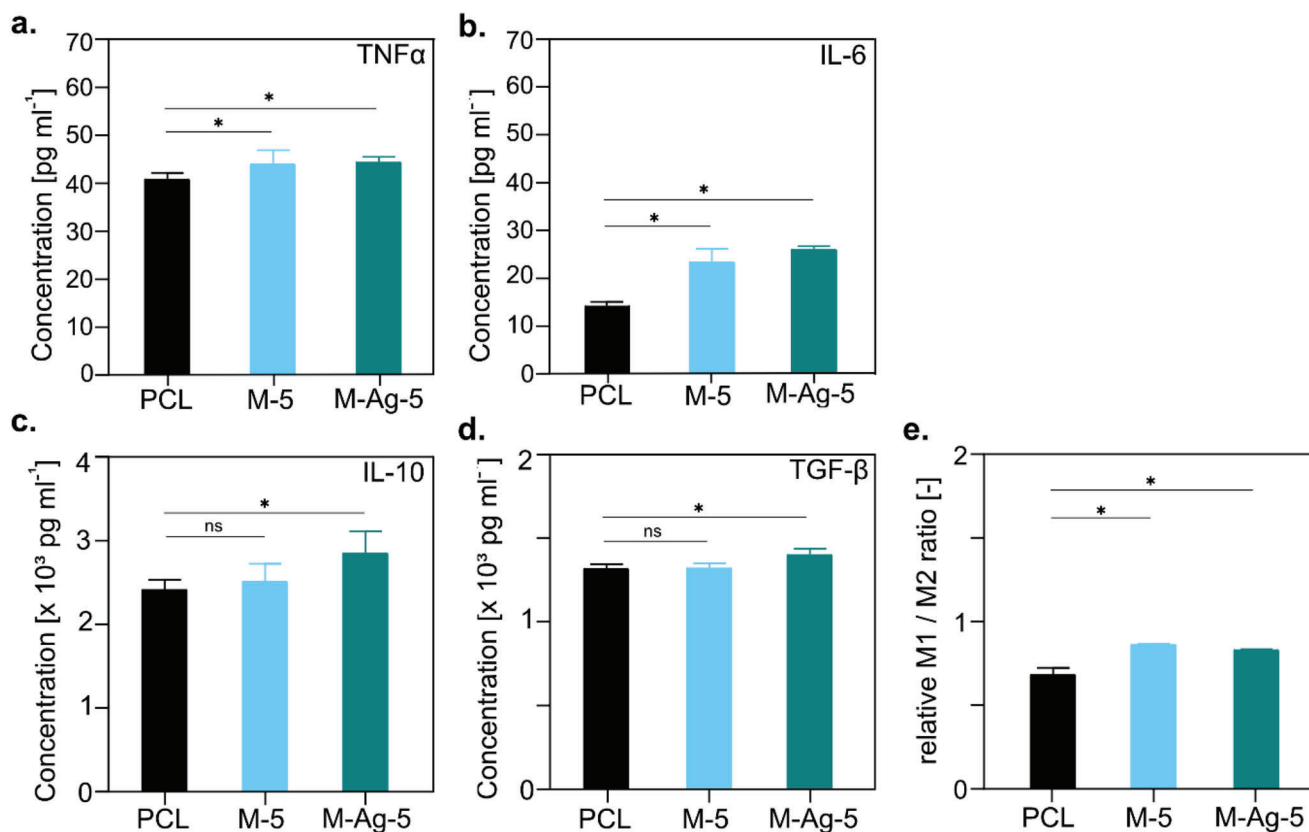 a.
TNFα
Concentration [pg ml⁻¹]
70
60
50
40
30
20
10
0
*
*
PCL M-5 M-Ag-5
b.
IL-6
Concentration [pg ml⁻]
70
60
50
40
30
20
10
0
*
*
PCL M-5 M-Ag-5
c.
IL-10
Concentration [x 10³ pg ml⁻¹]
4
3
2
1
0
*
ns
PCL M-5 M-Ag-5
d.
TGF-β
Concentration [x 10³ pg ml⁻]
2
1
0
*
ns
PCL M-5 M-Ag-5
e.
relative M1 / M2 ratio [-]
2
1
0
*
*
PCL M-5 M-Ag-5